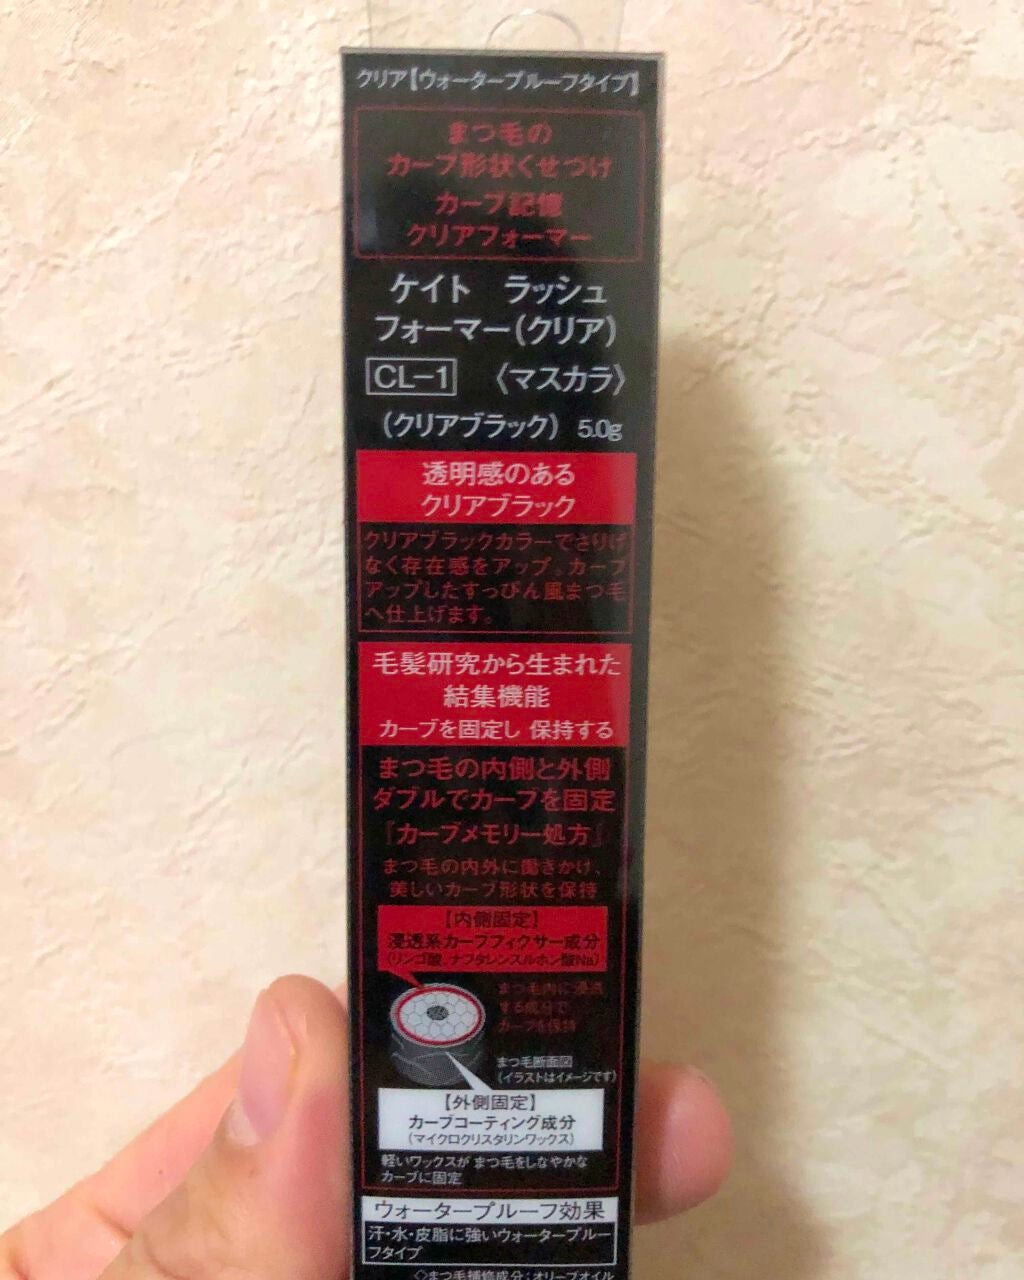 クリア【ウォータープルーフタイプ】
まつ毛の
カーブ形状くせつけ
カーブ記憶
クリアフォーマー
ケイト ラッシュ
フォーマー（クリア）
CL-1 〈マスカラ〉
（クリアブラック） 5.0g
透明感のある
クリアブラック
クリアブラックカラーでさりげ
なく存在感をアップ。カーブ
アップしたすっぴん風まつ毛
へ仕上げます。
毛髪研究から生まれた
結集機能
カーブを固定し 保持する
まつ毛の内側と外側
ダブルでカーブを固定
『カーブメモリー処方』
まつ毛の内外に働きかけ、
美しいカーブ形状を保持
【内側固定】
浸透系カーブフィクサー成分
（リンゴ酸、ナフタレンスルホン酸Na）
まつ毛内に浸透
する成分で
カーブを保持
まつ毛断面図
（イラストはイメージです）
【外側固定】
カーブコーティング成分
（マイクロクリスタリンワックス）
軽いワックスが まつ毛をしなやかな
カーブに固定
ウォータープルーフ効果
汗・水・皮脂に強いウォータープルー
フタイプ
◇まつ毛補修成分：オリーブオイル